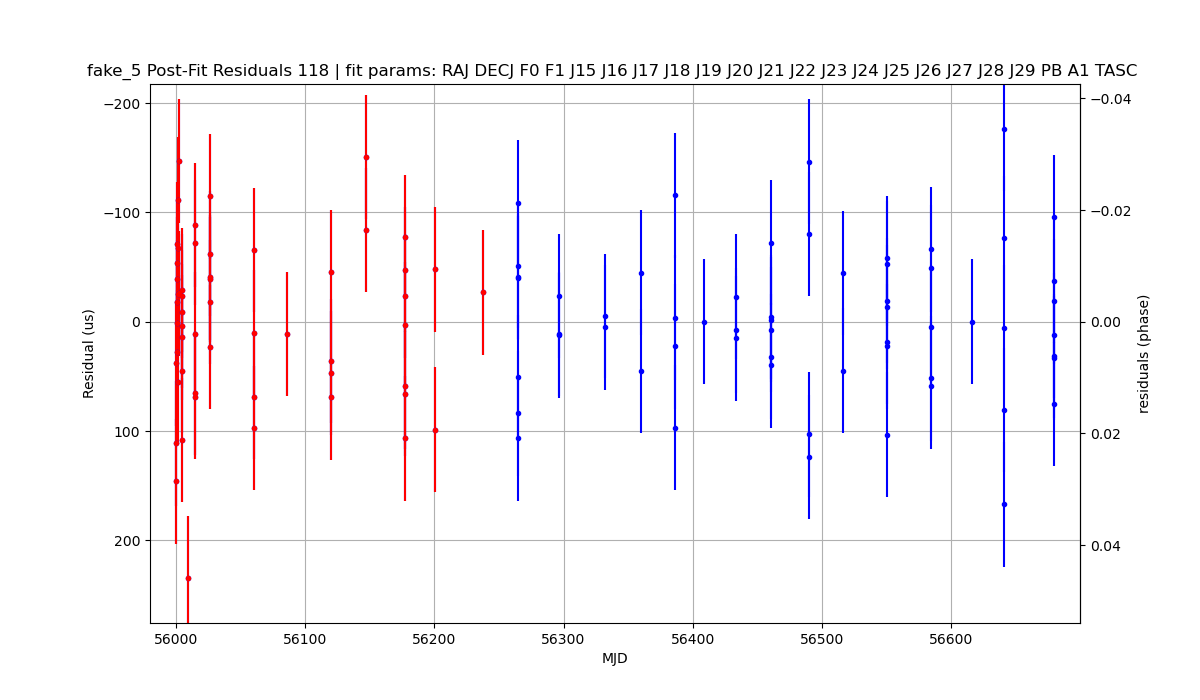 fake_5 Post-Fit Residuals 118 | fit params: RAJ DECJ F0 F1 J15 J16 J17 J18 J19 J20 J21 J22 J23 J24 J25 J26 J27 J28 J29 PB A1 TASC
−200
−100
0
100
200
Residual (us)
−0.04
−0.02
0.00
0.02
0.04
residuals (phase)
56000 56100 56200 56300 56400 56500 56600
MJD